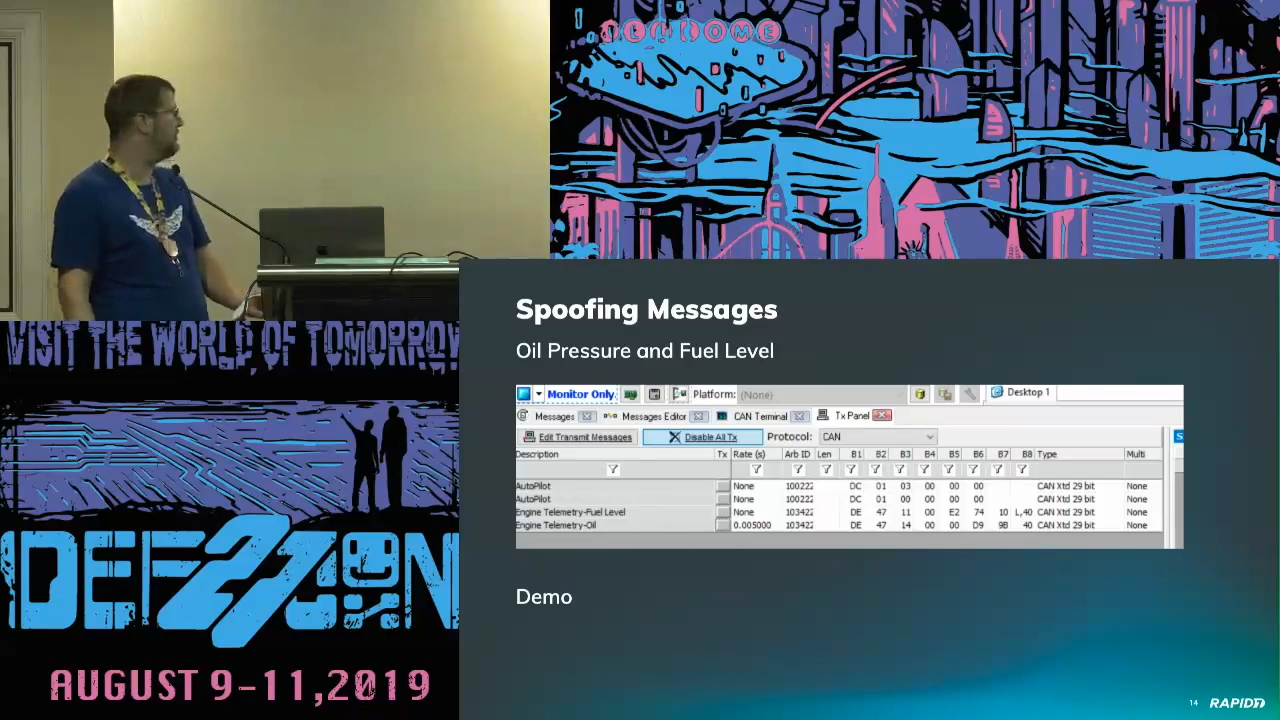 WELCOME
VISIT THE WORLD OF TOMORROW
DEF CON 27
AUGUST 9-11,2019
Spoofing Messages
Oil Pressure and Fuel Level
Monitor Only. Platform: (None) Desktop 1
Messages Messages Editor CAN Terminal Tx Panel
Edit Transmit Messages Disable All Tx Protocol: CAN
Description Tx Rate (s) Arb ID Len B1 B2 B3 B4 B5 B6 B7 B8 Type Multi
AutoPilot None 100222 DC 01 03 00 00 00 CAN Xtd 29 bit None
AutoPilot None 100222 DC 01 00 00 00 00 CAN Xtd 29 bit None
Engine Telemetry-Fuel Level None 103422 DE 47 11 00 E2 74 10 L,40 CAN Xtd 29 bit None
Engine Telemetry-Oil 0.005000 103422 DE 47 14 00 00 D9 9B 40 CAN Xtd 29 bit None
Demo
14 RAPID7